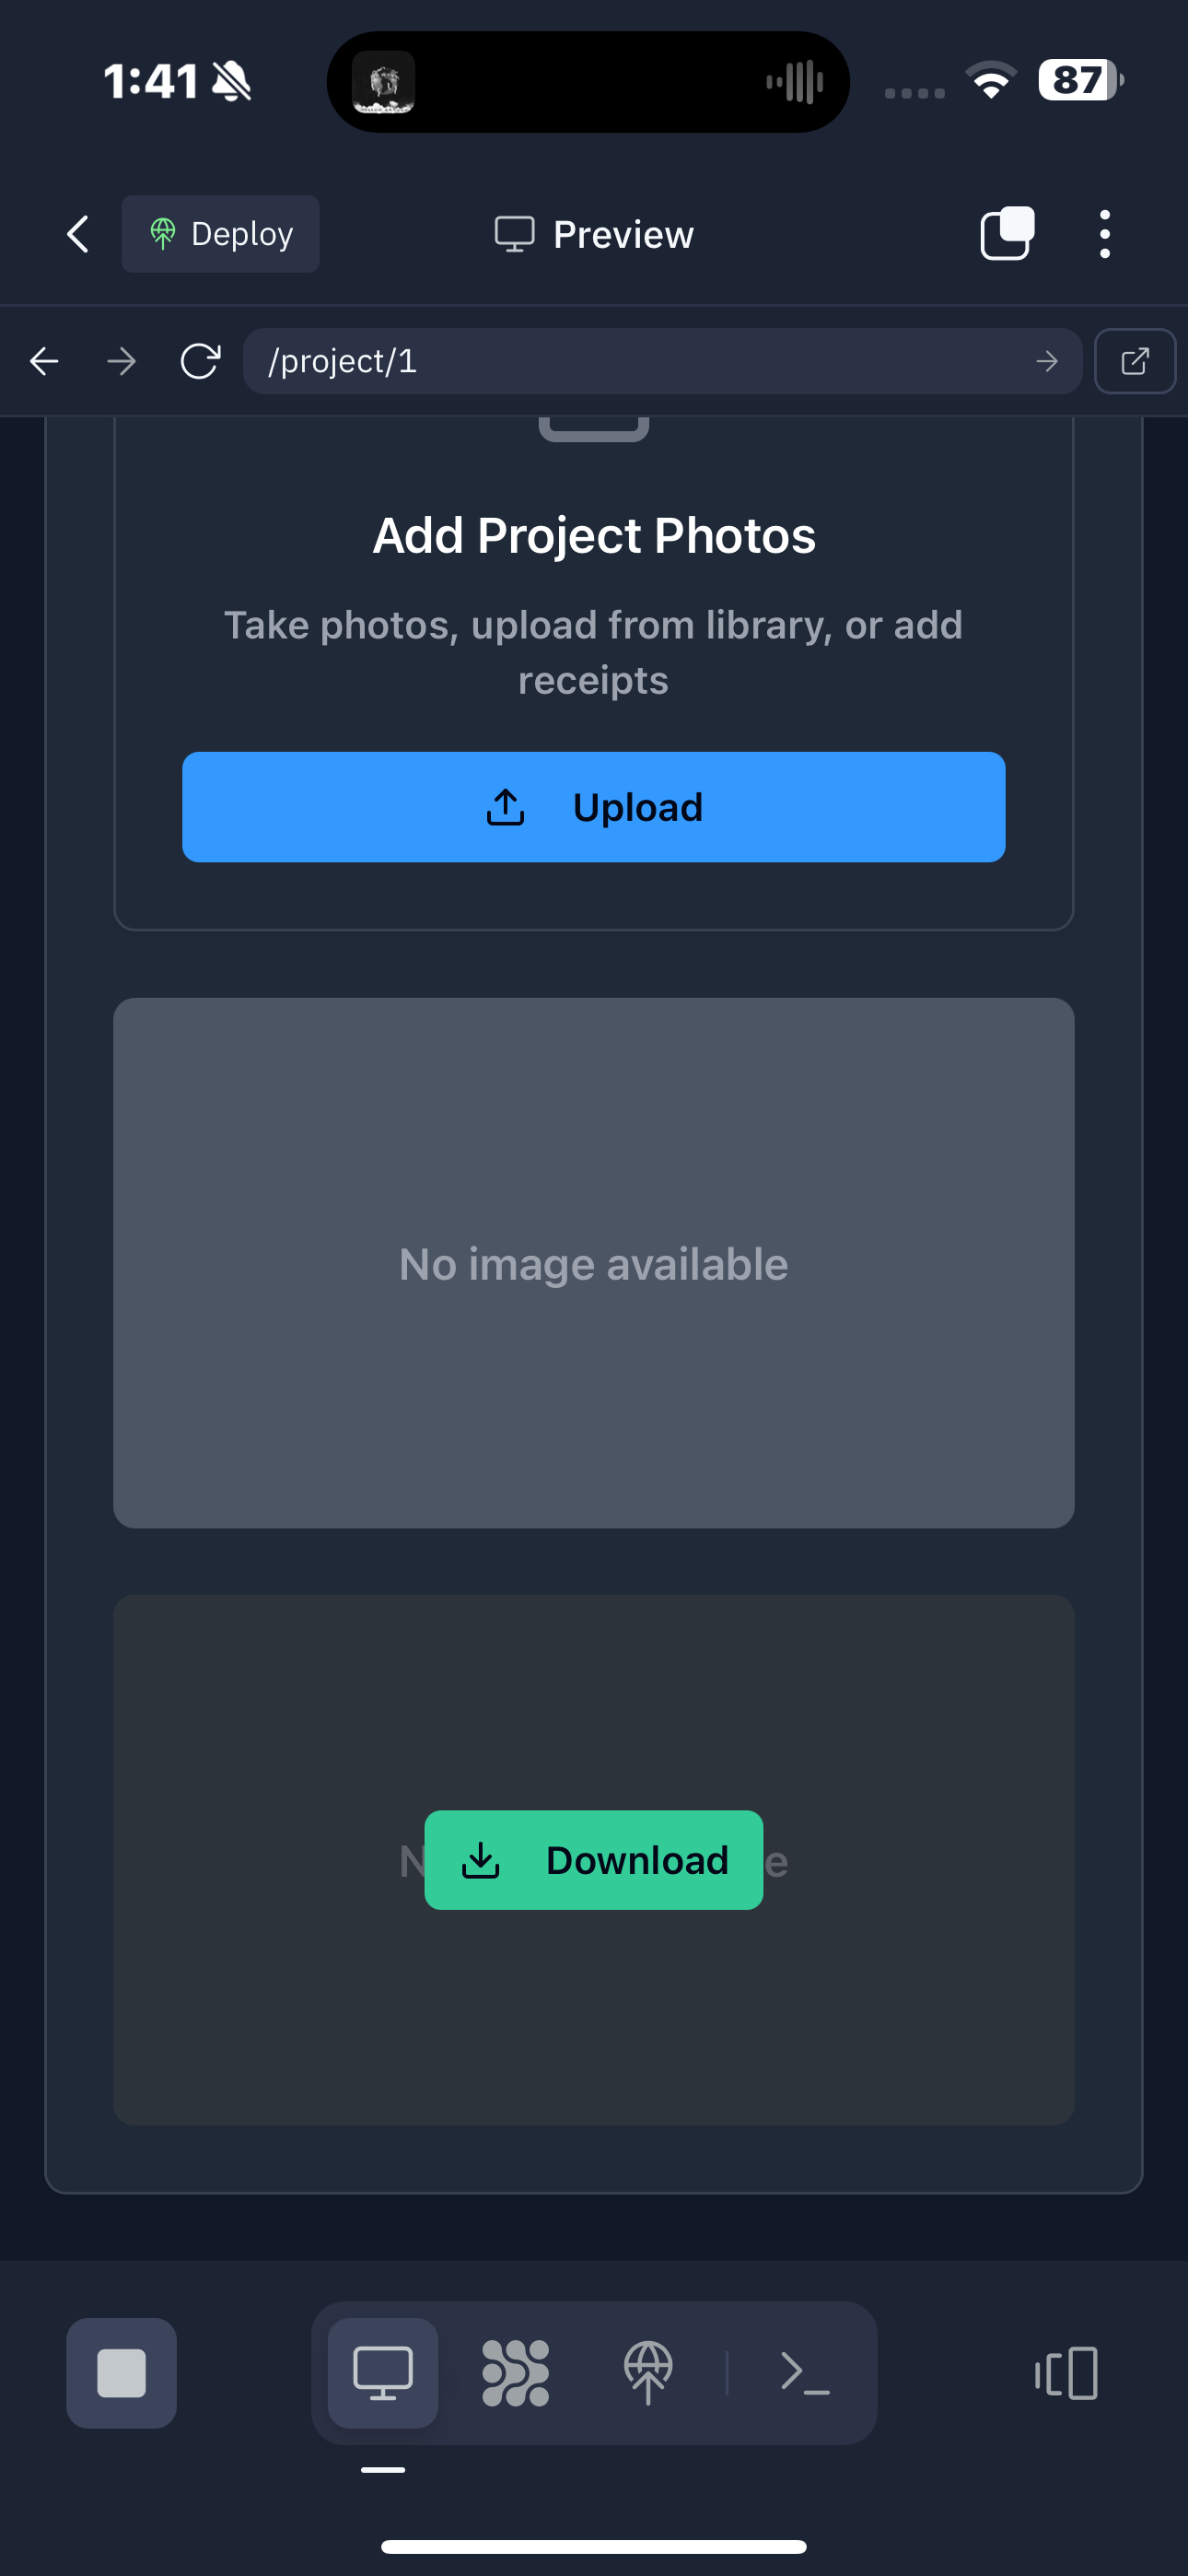 1:41
87
Deploy
Preview
/project/1
Add Project Photos
Take photos, upload from library, or add
receipts
Upload
No image available
Download